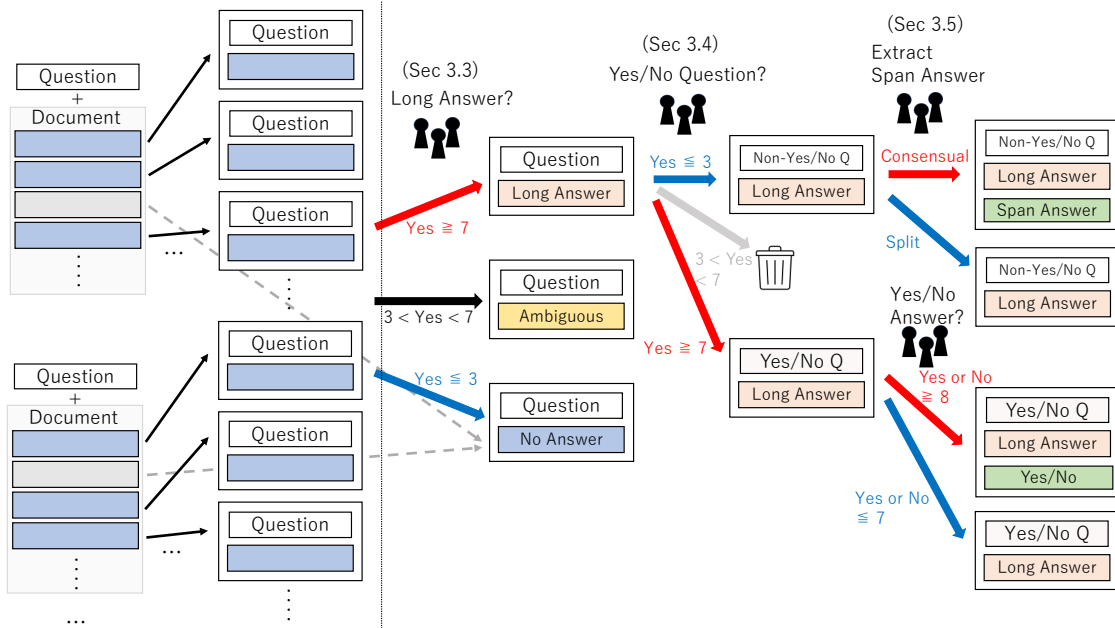 Question
+
Document
⋮
Question
+
Document
⋮
...
Question
Question
Question
...
⋮
Question
Question
Question
...
⋮
(Sec 3.3)
Long Answer?
Yes ≧ 7
3 < Yes < 7
Yes ≦ 3
Question
Long Answer
Question
Ambiguous
Question
No Answer
(Sec 3.4)
Yes/No Question?
Yes ≦ 3
3 < Yes
< 7
Yes ≧ 7
Non-Yes/No Q
Long Answer
Yes/No Q
Long Answer
(Sec 3.5)
Extract
Span Answer
Consensual
Split
Yes/No
Answer?
Yes or No
≧ 8
Yes or No
≦ 7
Non-Yes/No Q
Long Answer
Span Answer
Non-Yes/No Q
Long Answer
Yes/No Q
Long Answer
Yes/No
Yes/No Q
Long Answer